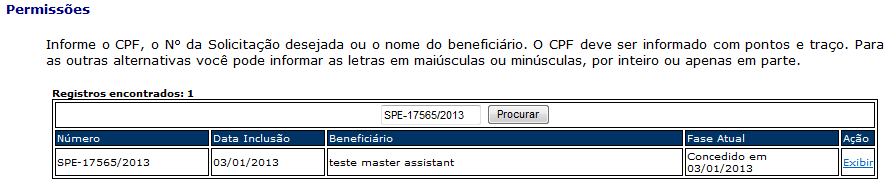 Permissões
Informe o CPF, o Nº da Solicitação desejada ou o nome do beneficiário. O CPF deve ser informado com pontos e traço. Para
as outras alternativas você pode informar as letras em maiúsculas ou minúsculas, por inteiro ou apenas em parte.
Registros encontrados: 1
SPE-17565/2013 Procurar
Número Data Inclusão Beneficiário Fase Atual Ação
SPE-17565/2013 03/01/2013 teste master assistant Concedido em Exibir
03/01/2013